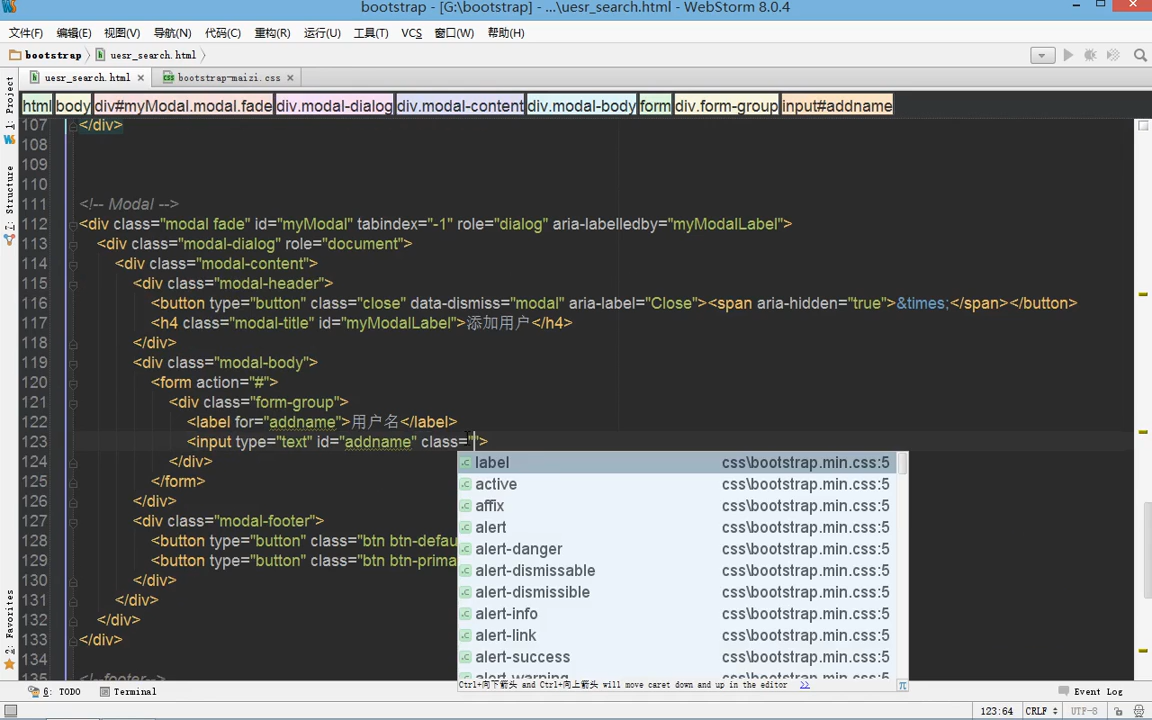 bootstrap - [G:\bootstrap] - ...\uesr_search.html - WebStorm 8.0.4
文件(F) 编辑(E) 视图(V) 导航(N) 代码(C) 重构(R) 运行(U) 工具(T) VCS 窗口(W) 帮助(H)
bootstrap uesr_search.html
uesr_search.html bootstrap-maizi.css
html body div#myModal.modal.fade div.modal-dialog div.modal-content div.modal-body form div.form-group input#addname
1: Project
7: Structure
2: Favorites
107 </div>
108
109
110
111 <!-- Modal -->
112 <div class="modal fade" id="myModal" tabindex="-1" role="dialog" aria-labelledby="myModalLabel">
113 <div class="modal-dialog" role="document">
114 <div class="modal-content">
115 <div class="modal-header">
116 <button type="button" class="close" data-dismiss="modal" aria-label="Close"><span aria-hidden="true">&times;</span></button>
117 <h4 class="modal-title" id="myModalLabel">添加用户</h4>
118 </div>
119 <div class="modal-body">
120 <form action="#">
121 <div class="form-group">
122 <label for="addname">用户名</label>
123 <input type="text" id="addname" class="">
124 </div>
125 </form>
126 </div>
127 <div class="modal-footer">
128 <button type="button" class="btn btn-defau
129 <button type="button" class="btn btn-prima
130 </div>
131 </div>
132 </div>
133 </div>
134
135 <!--footer-->
label css\bootstrap.min.css:5
active css\bootstrap.min.css:5
affix css\bootstrap.min.css:5
alert css\bootstrap.min.css:5
alert-danger css\bootstrap.min.css:5
alert-dismissable css\bootstrap.min.css:5
alert-dismissible css\bootstrap.min.css:5
alert-info css\bootstrap.min.css:5
alert-link css\bootstrap.min.css:5
alert-success css\bootstrap.min.css:5
alert-warning css\bootstrap.min.css:5
Ctrl+向下箭头 and Ctrl+向上箭头 will move caret down and up in the editor >> π
6: TODO Terminal Event Log
123:64 CRLF UTF-8